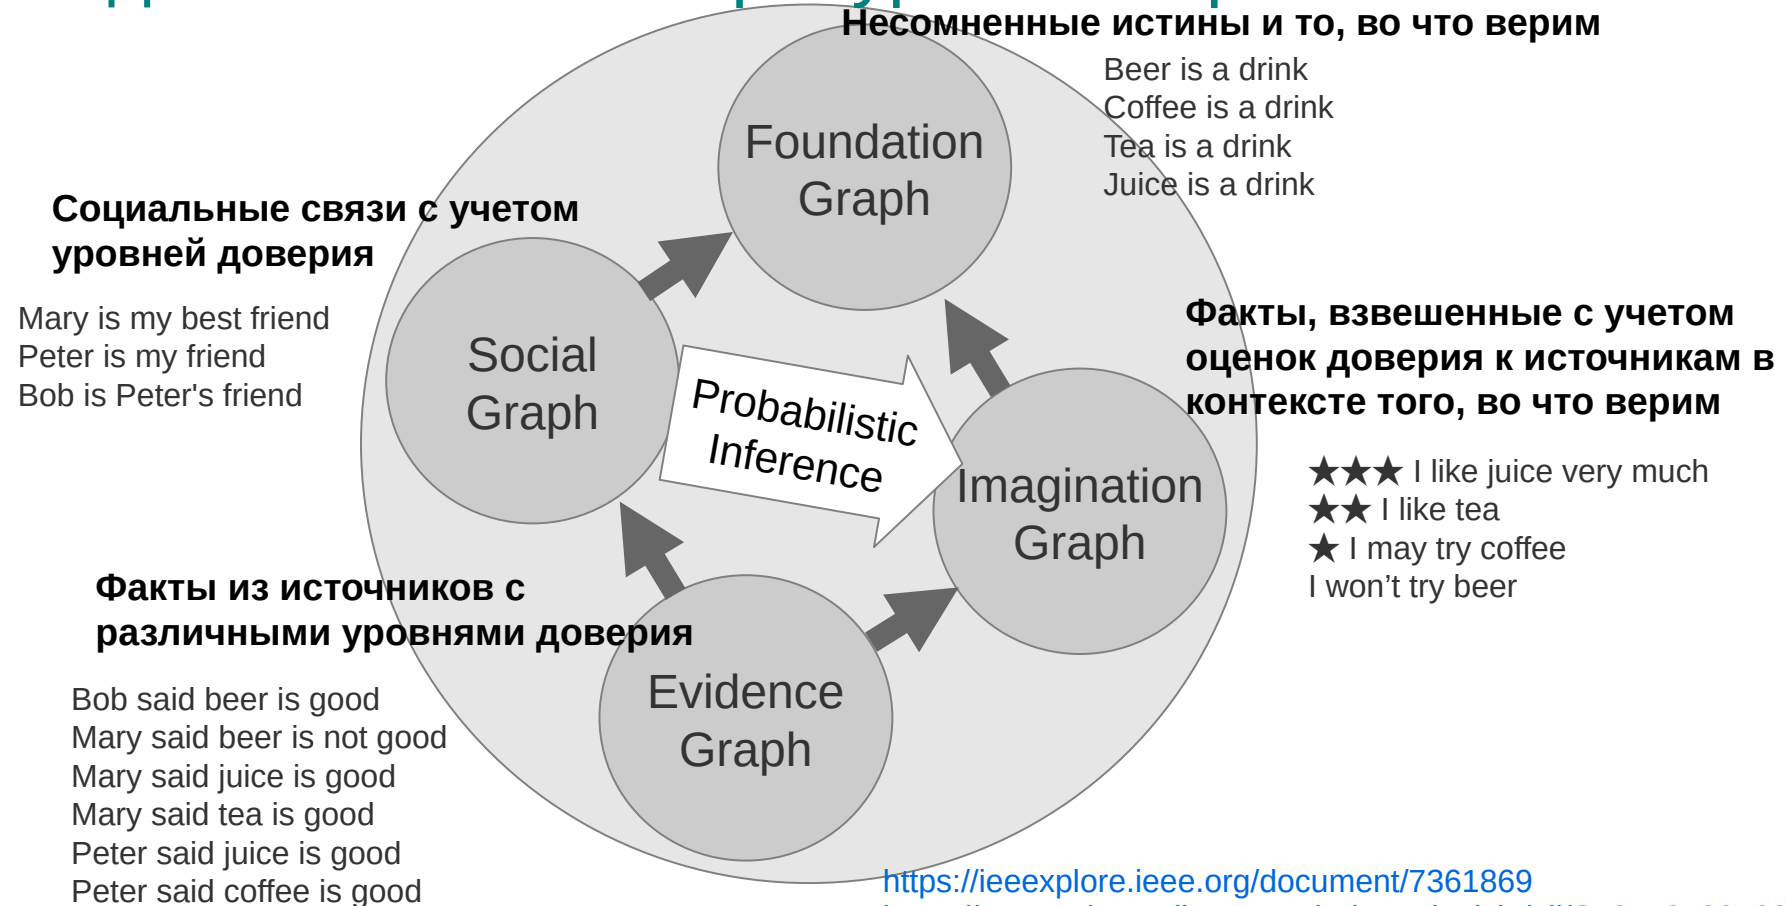 Несомненные истины и то, во что верим
Beer is a drink
Coffee is a drink
Tea is a drink
Juice is a drink
Foundation
Graph
Социальные связи с учетом
уровней доверия
Mary is my best friend
Peter is my friend
Bob is Peter's friend
Social
Graph
Probabilistic
Inference
Факты, взвешенные с учетом
оценок доверия к источникам в
контексте того, во что верим
★★★ I like juice very much
★★ I like tea
★ I may try coffee
I won’t try beer
Imagination
Graph
Факты из источников с
различными уровнями доверия
Bob said beer is good
Mary said beer is not good
Mary said juice is good
Mary said tea is good
Peter said juice is good
Peter said coffee is good
Evidence
Graph
https://ieeexplore.ieee.org/document/7361869